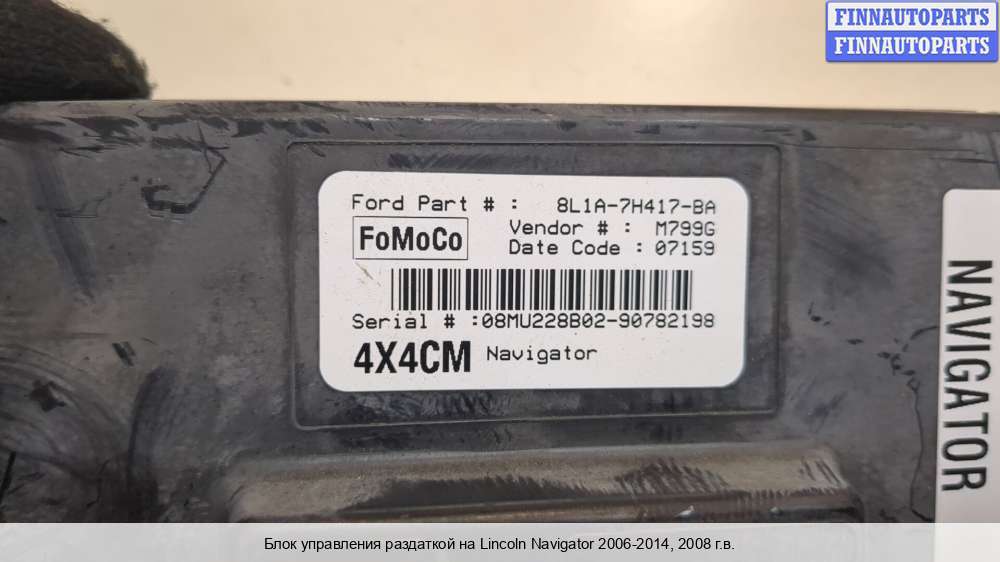 FINNAUTOPARTS
FINNAUTOPARTS
Ford Part # : 8L1A-7H417-BA
FoMoCo
Vendor # : M799G
Date Code : 07159
Serial # :08MU228B02-90782198
4X4CM Navigator
NAVIGATOR
Блок управления раздаткой на Lincoln Navigator 2006-2014, 2008 г.в.